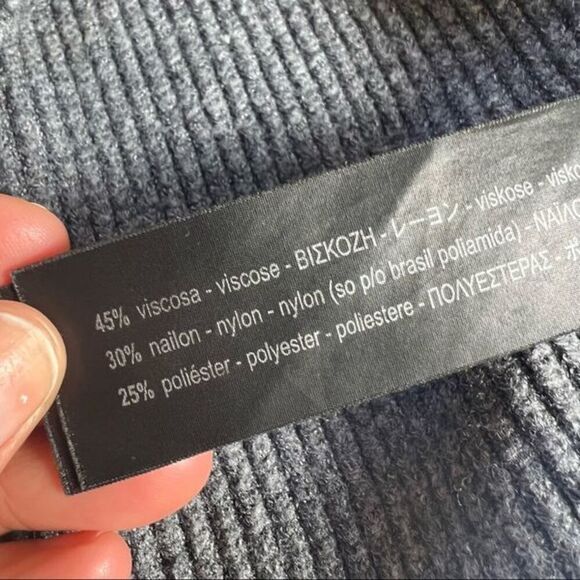 45% viscosa - viscose - ΒΙΣΚΟΖΗ - レーヨン - viskose -
30% nailon - nylon - nylon (so p/o brasil poliamida) -
25% poliéster - polyester - poliestere - ΠΟΛΥΕΣΤΕΡΑΣ -